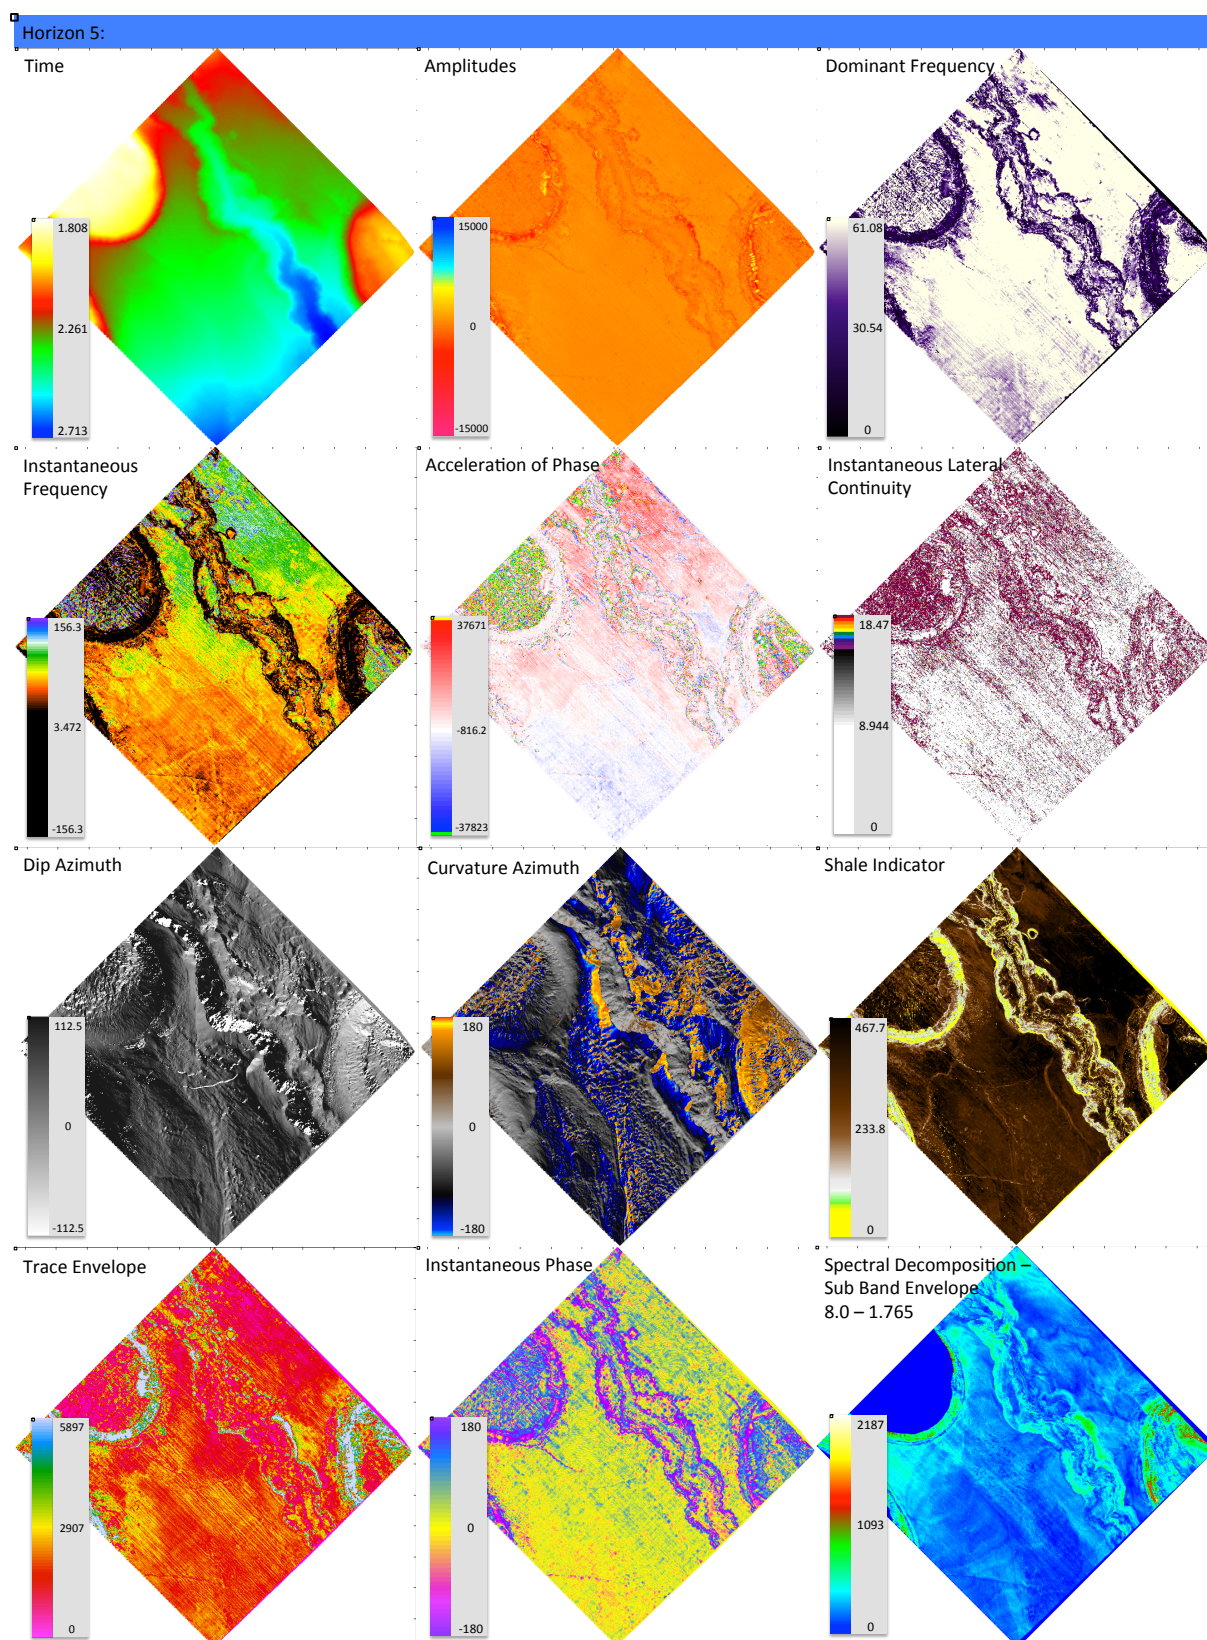 Horizon 5:
Time
1.808
2.261
2.713
Amplitudes
15000
0
-15000
Dominant Frequency
61.08
30.54
0
Instantaneous
Frequency
156.3
3.472
-156.3
Acceleration of Phase
37671
-816.2
-37823
Instantaneous Lateral
Continuity
18.47
8.944
0
Dip Azimuth
112.5
0
-112.5
Curvature Azimuth
180
0
-180
Shale Indicator
467.7
233.8
0
Trace Envelope
5897
2907
0
Instantaneous Phase
180
0
-180
Spectral Decomposition –
Sub Band Envelope
8.0 – 1.765
2187
1093
0